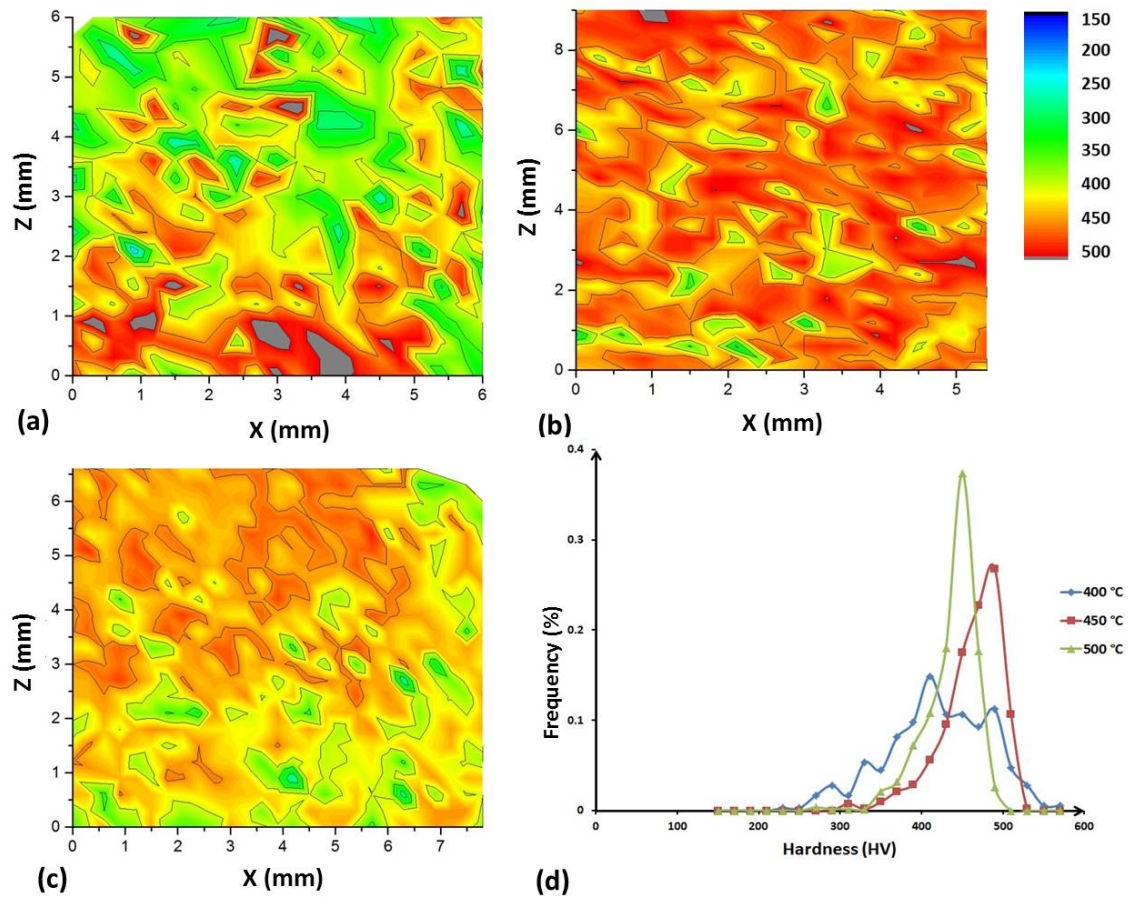 6
5
4
3
2
1
0
Z (mm)
0 1 2 3 4 5 6
(a)
X (mm)
8
6
4
2
0
Z (mm)
0 1 2 3 4 5
(b)
X (mm)
150
200
250
300
350
400
450
500
6
5
4
3
2
1
0
Z (mm)
0 1 2 3 4 5 6 7
(c)
X (mm)
0.4
0.3
0.2
0.1
0
Frequency (%)
0 100 200 300 400 500 600
Hardness (HV)
(d)
400 °C
450 °C
500 °C